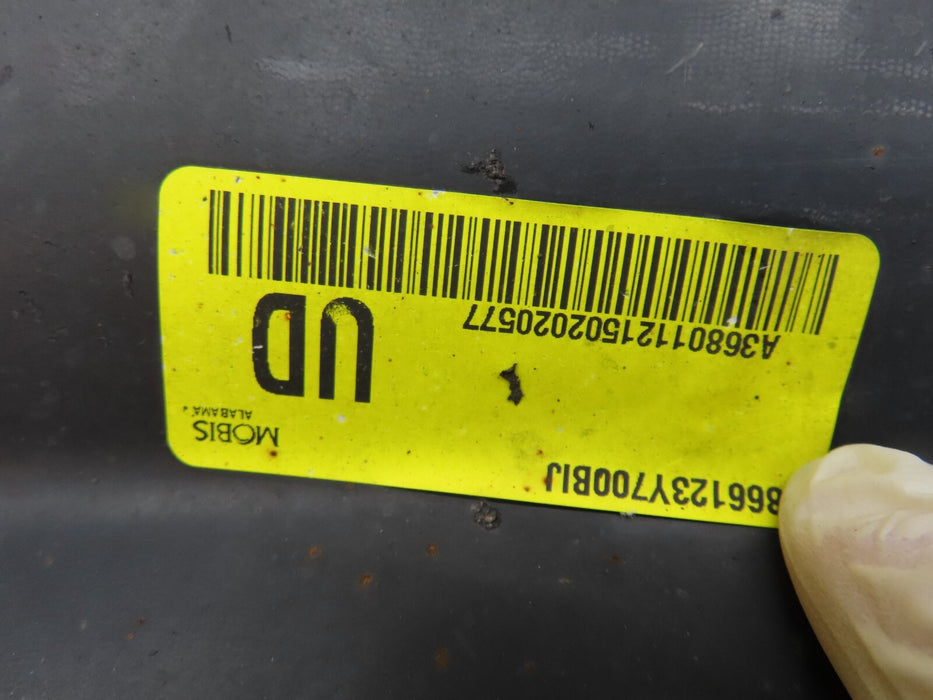 866123Y700BIJ
MOBIS
ALABAMA
UD
A36801121502020577